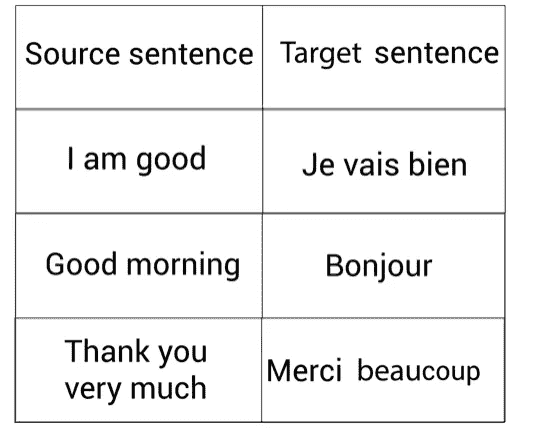 Source sentence
Target sentence
I am good
Je vais bien
Good morning
Bonjour
Thank you
very much
Merci beaucoup